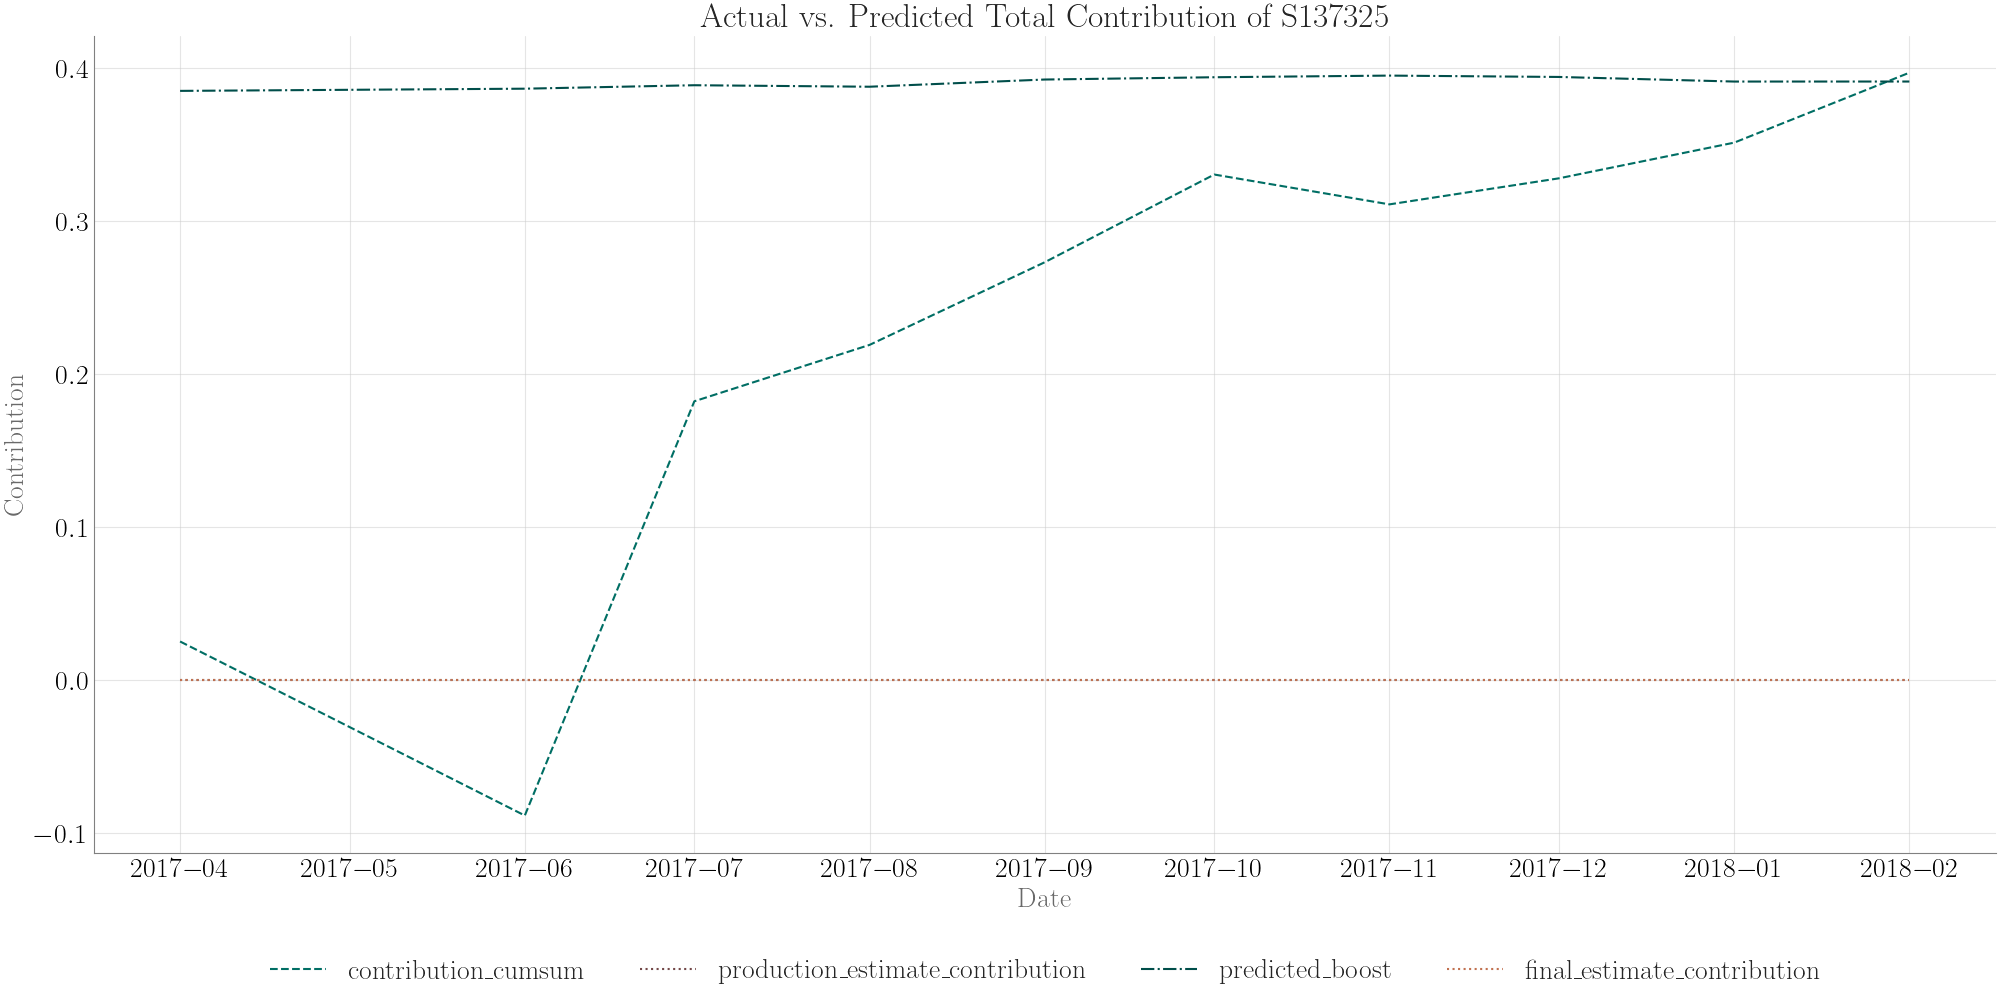 Actual vs. Predicted Total Contribution of S137325
0.4
0.3
0.2
0.1
0.0
−0.1
Contribution
2017−04 2017−05 2017−06 2017−07 2017−08 2017−09 2017−10 2017−11 2017−12 2018−01 2018−02
Date
contribution_cumsum production_estimate_contribution predicted_boost final_estimate_contribution